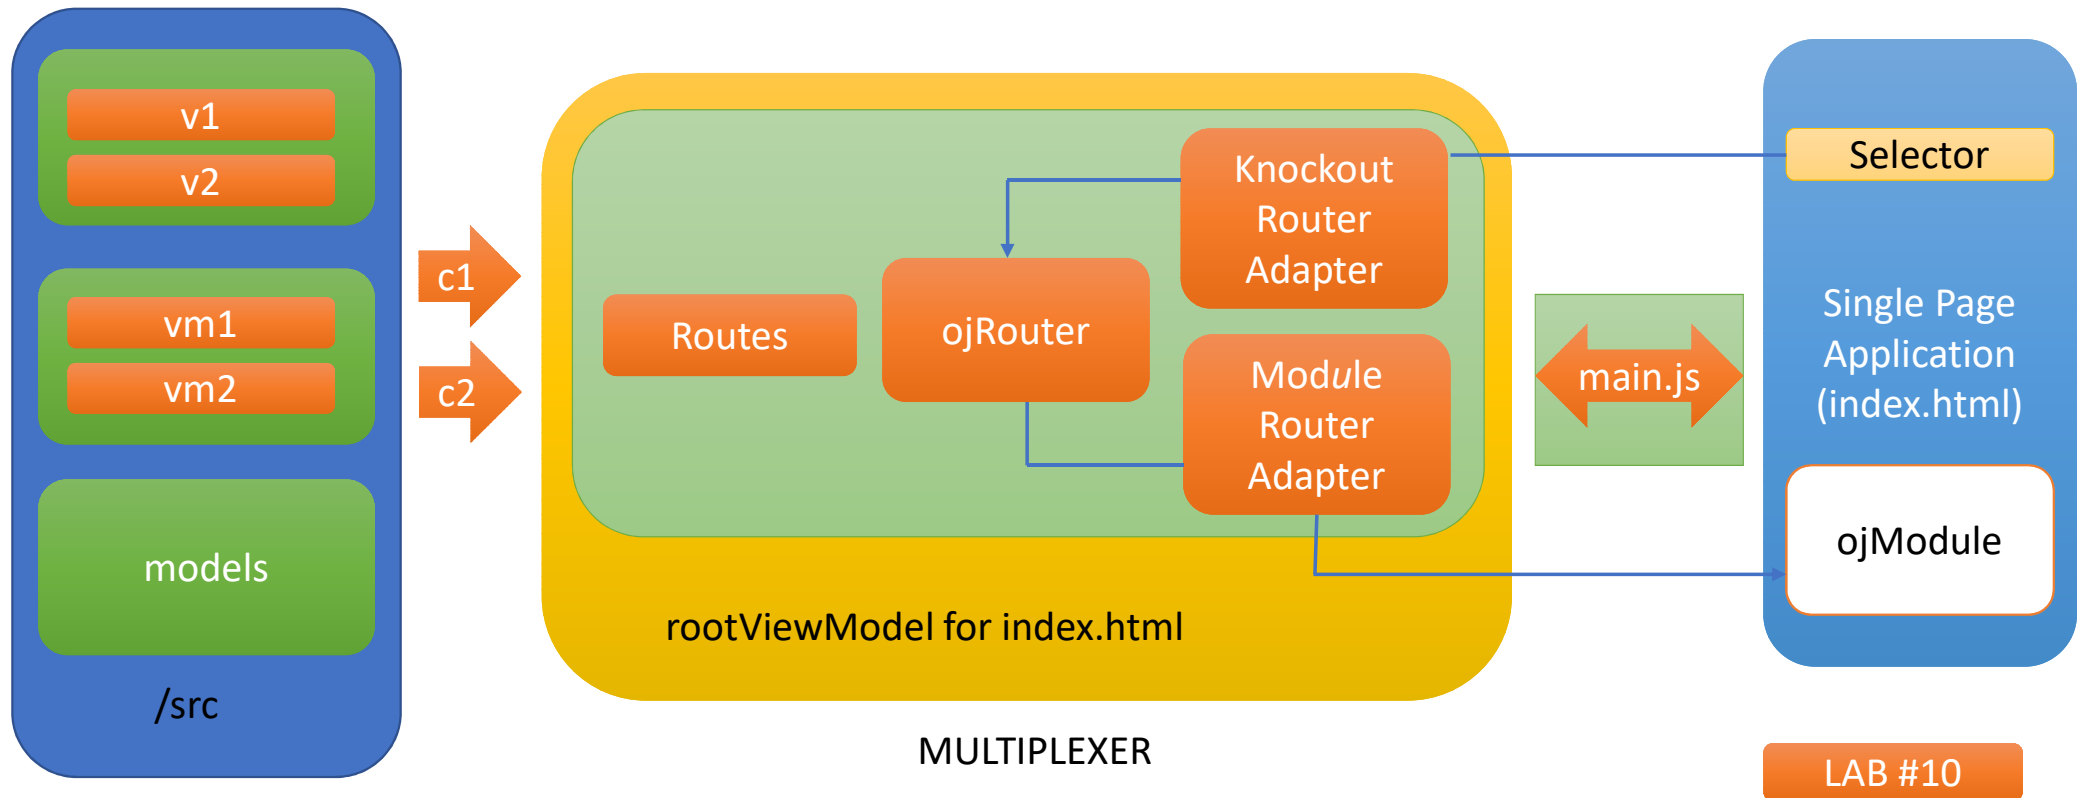 v1
v2
vm1
vm2
models
/src
c1
c2
Routes
ojRouter
Knockout
Router
Adapter
Module
Router
Adapter
rootViewModel for index.html
MULTIPLEXER
main.js
Selector
Single Page
Application
(index.html)
ojModule
LAB #10